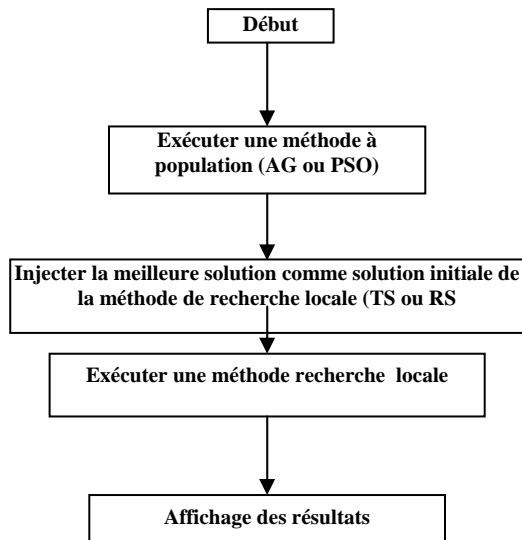 Début
Exécuter une méthode à
population (AG ou PSO)
Injecter la meilleure solution comme solution initiale de
la méthode de recherche locale (TS ou RS
Exécuter une méthode recherche locale
Affichage des résultats